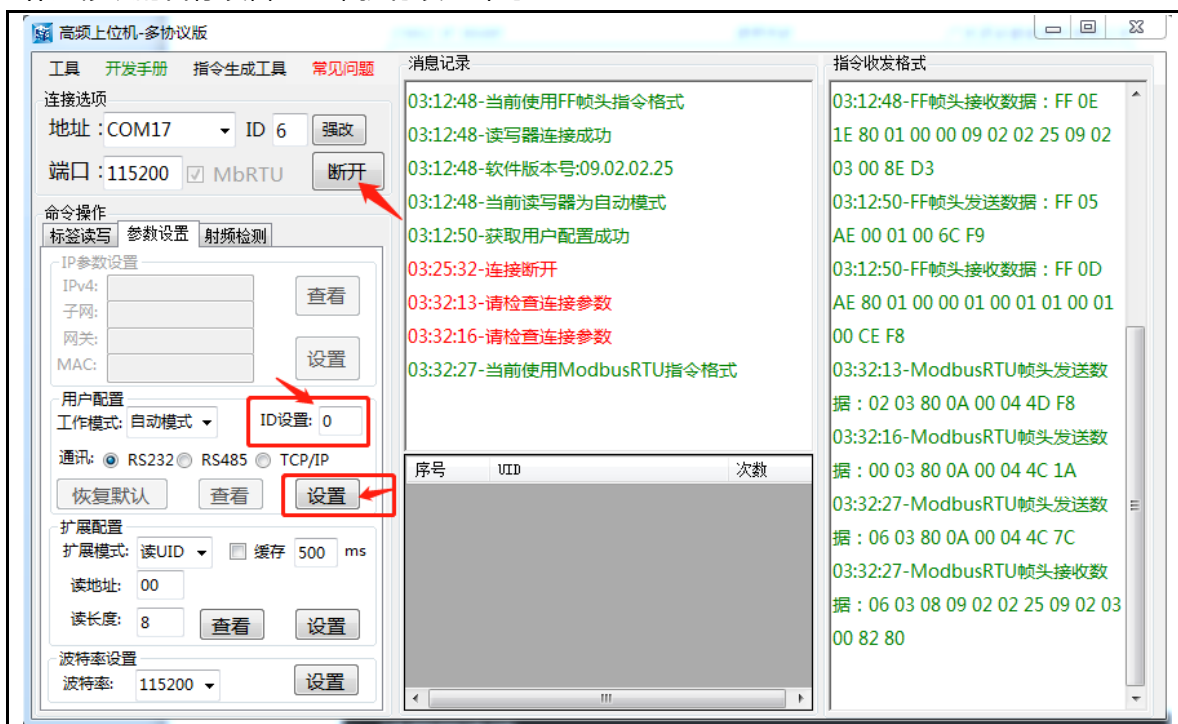 高频上位机-多协议版
工具 开发手册 指令生成工具 常见问题
连接选项
地址：COM17 ID 6 强改
端口：115200 MbRTU 断开
命令操作
标签读写 参数设置 射频检测
IP参数设置
IPv4:
查看
子网:
网关:
设置
MAC:
用户配置
工作模式: 自动模式 ID设置: 0
通讯: RS232 RS485 TCP/IP
恢复默认 查看 设置
扩展配置
扩展模式: 读UID 缓存 500 ms
读地址: 00
读长度: 8 查看 设置
波特率设置
波特率: 115200 设置
消息记录
03:12:48-当前使用FF帧头指令格式
03:12:48-读写器连接成功
03:12:48-软件版本号:09.02.02.25
03:12:48-当前读写器为自动模式
03:12:50-获取用户配置成功
03:25:32-连接断开
03:32:13-请检查连接参数
03:32:16-请检查连接参数
03:32:27-当前使用ModbusRTU指令格式
序号 UID 次数
指令收发格式
03:12:48-FF帧头接收数据：FF 0E
1E 80 01 00 00 09 02 02 25 09 02
03 00 8E D3
03:12:50-FF帧头发送数据：FF 05
AE 00 01 00 6C F9
03:12:50-FF帧头接收数据：FF 0D
AE 80 01 00 00 01 00 01 01 00 01
00 CE F8
03:32:13-ModbusRTU帧头发送数
据：02 03 80 0A 00 04 4D F8
03:32:16-ModbusRTU帧头发送数
据：00 03 80 0A 00 04 4C 1A
03:32:27-ModbusRTU帧头发送数
据：06 03 80 0A 00 04 4C 7C
03:32:27-ModbusRTU帧头接收数
据：06 03 08 09 02 02 25 09 02 03
00 82 80